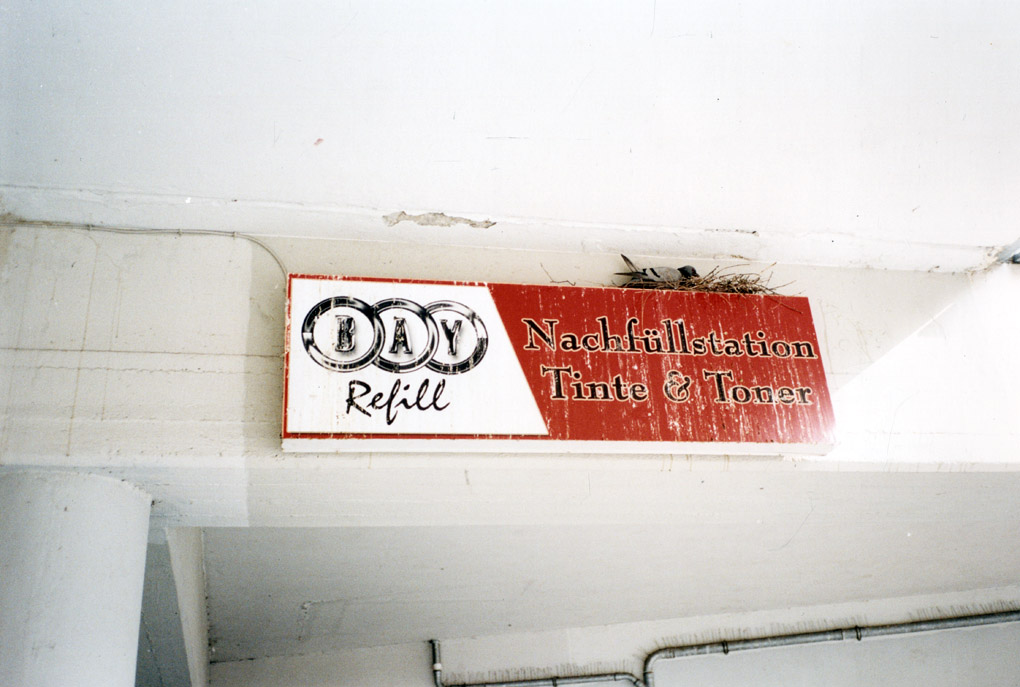 BAY
Refill
Nachfüllstation
Tinte & Toner